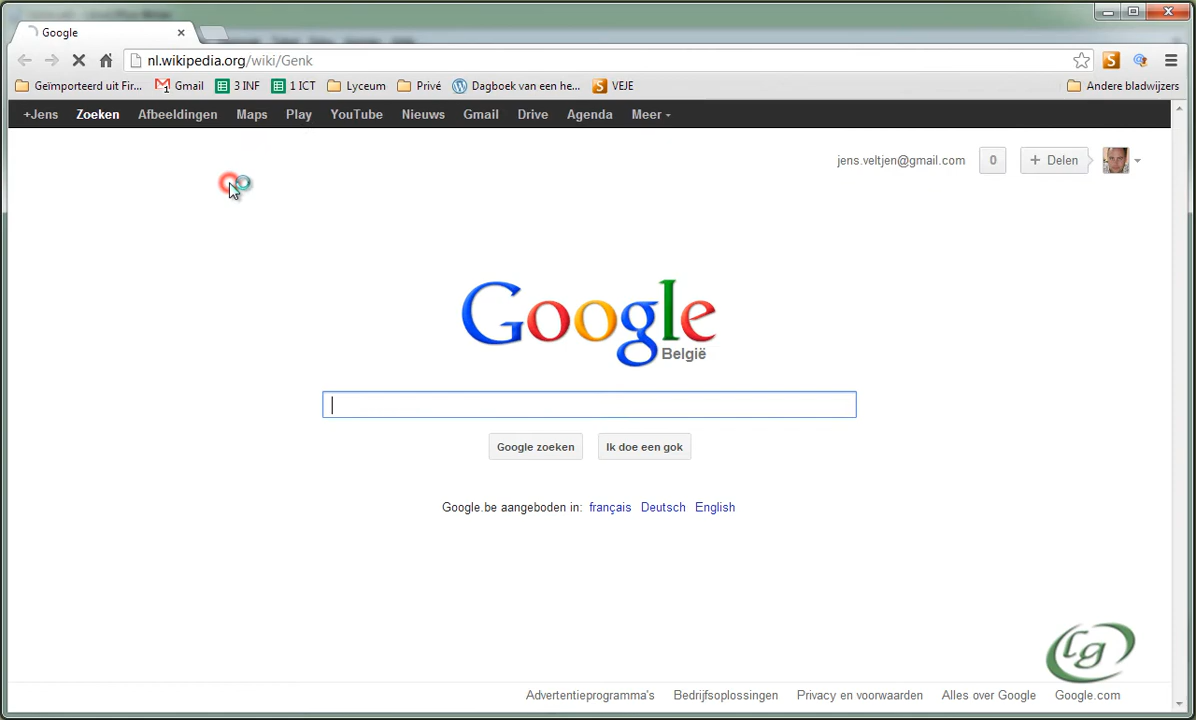 Google
nl.wikipedia.org/wiki/Genk
Geïmporteerd uit Fir... Gmail 3 INF 1 ICT Lyceum Privé Dagboek van een he... VEJE Andere bladwijzers
+Jens Zoeken Afbeeldingen Maps Play YouTube Nieuws Gmail Drive Agenda Meer
jens.veltjen@gmail.com 0 + Delen
Google
België
Google zoeken Ik doe een gok
Google.be aangeboden in: français Deutsch English
Lg
Advertentieprogramma's Bedrijfsoplossingen Privacy en voorwaarden Alles over Google Google.com